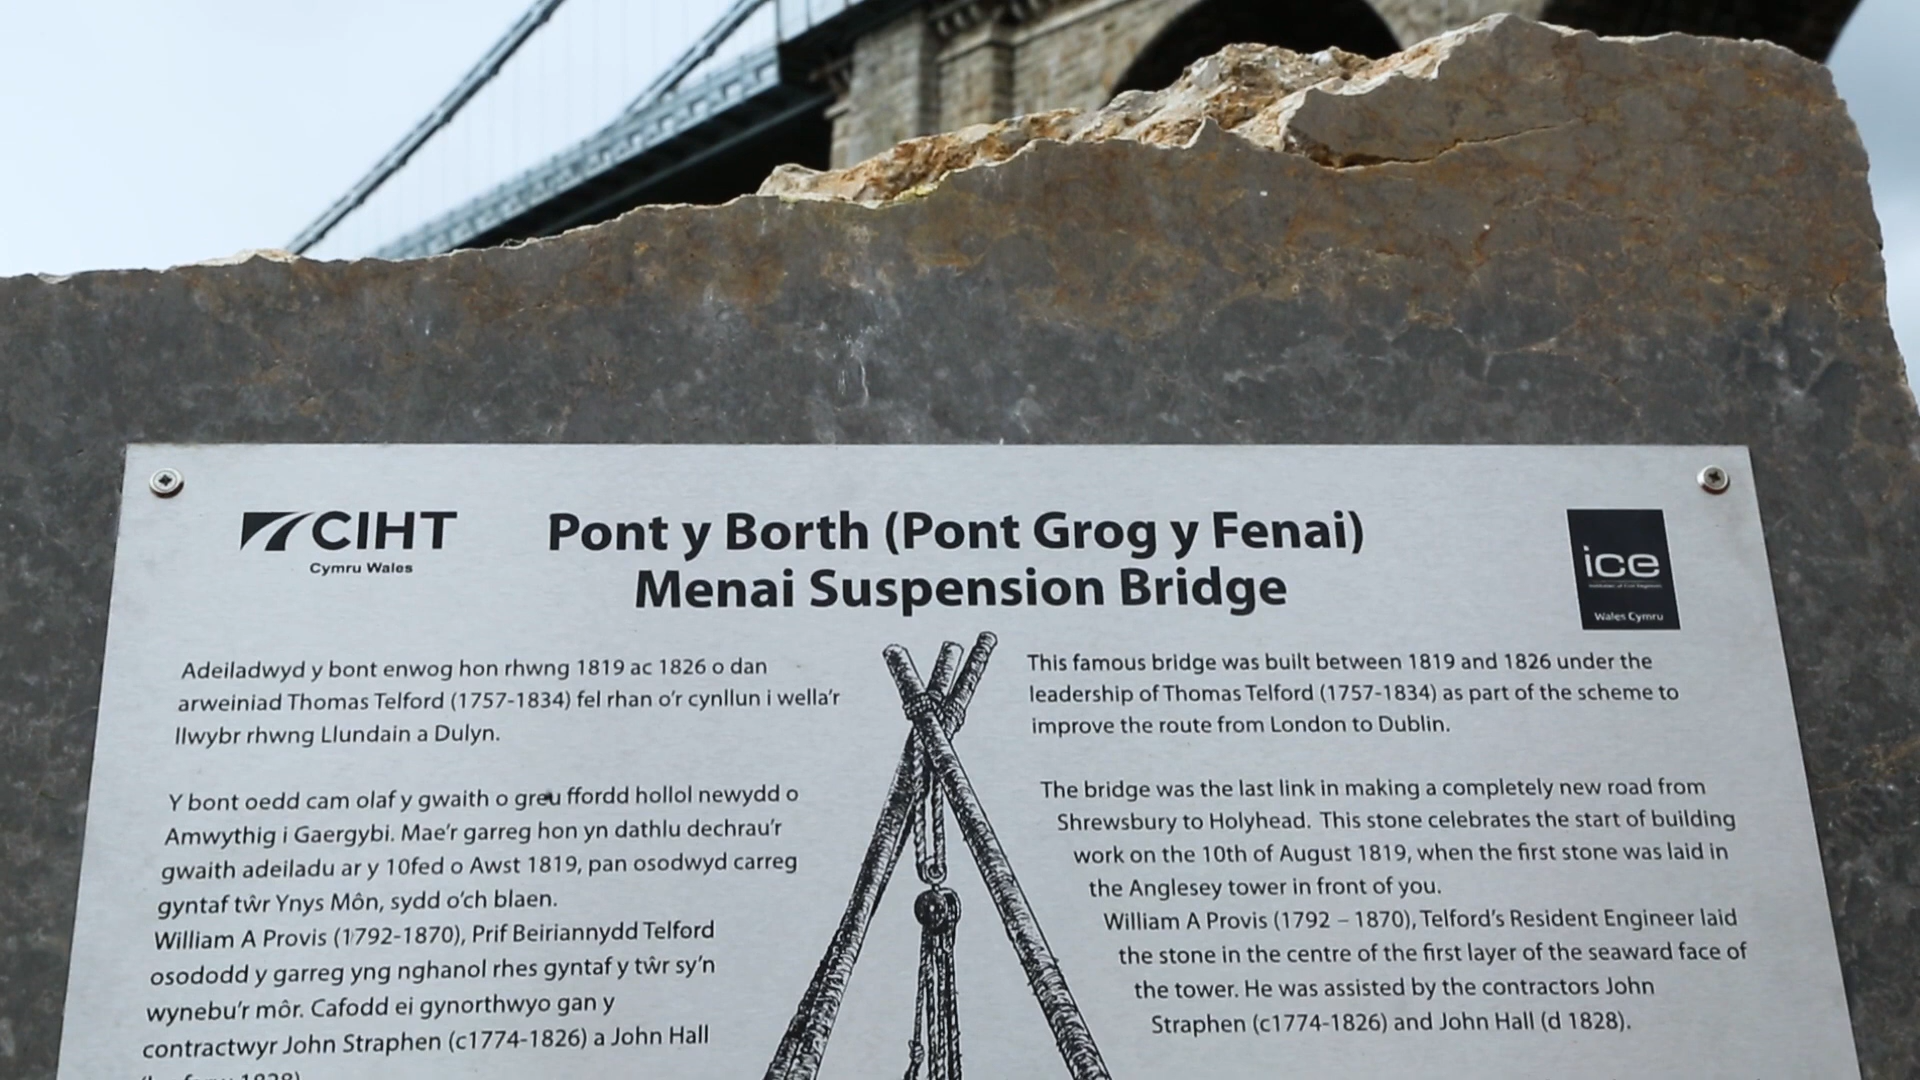 CIHT
Cymru Wales
Pont y Borth (Pont Grog y Fenai)
Menai Suspension Bridge
ice
Wales Cymru
Adeiladwyd y bont enwog hon rhwng 1819 ac 1826 o dan
arweiniad Thomas Telford (1757-1834) fel rhan o'r cynllun i wella'r
llwybr rhwng Llundain a Dulyn.
Y bont oedd cam olaf y gwaith o greu ffordd hollol newydd o
Amwythig i Gaergybi. Mae'r garreg hon yn dathlu dechrau'r
gwaith adeiladu ar y 10fed o Awst 1819, pan osodwyd carreg
gyntaf tŵr Ynys Môn, sydd o'ch blaen.
William A Provis (1792-1870), Prif Beiriannydd Telford
osododd y garreg yng nghanol rhes gyntaf y tŵr sy'n
wynebu'r môr. Cafodd ei gynorthwyo gan y
contractwyr John Straphen (c1774-1826) a John Hall
This famous bridge was built between 1819 and 1826 under the
leadership of Thomas Telford (1757-1834) as part of the scheme to
improve the route from London to Dublin.
The bridge was the last link in making a completely new road from
Shrewsbury to Holyhead. This stone celebrates the start of building
work on the 10th of August 1819, when the first stone was laid in
the Anglesey tower in front of you.
William A Provis (1792 – 1870), Telford's Resident Engineer laid
the stone in the centre of the first layer of the seaward face of
the tower. He was assisted by the contractors John
Straphen (c1774-1826) and John Hall (d 1828).